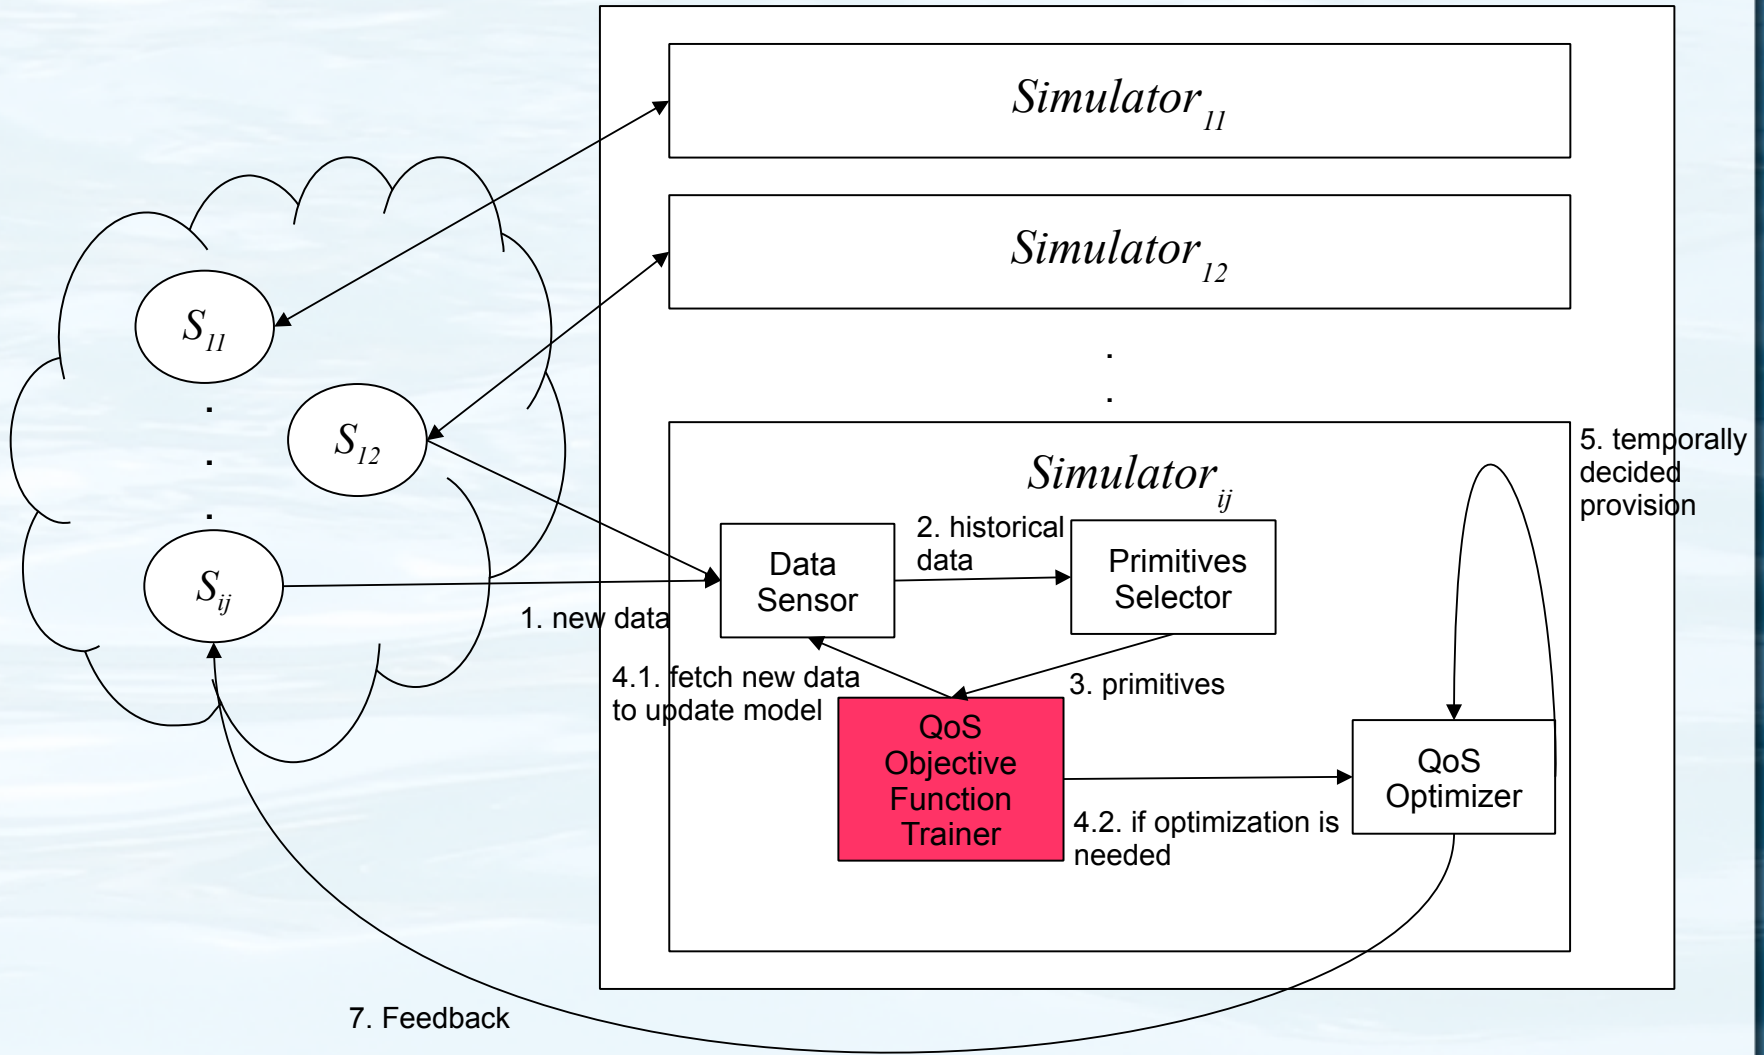 Simulator11
Simulator12
.
.
S11
.
.
.
S12
Sij
Simulatorij
5. temporally
decided
provision
Data
Sensor
2. historical
data
Primitives
Selector
1. new data
4.1. fetch new data
to update model
3. primitives
QoS
Objective
Function
Trainer
4.2. if optimization is
needed
QoS
Optimizer
7. Feedback